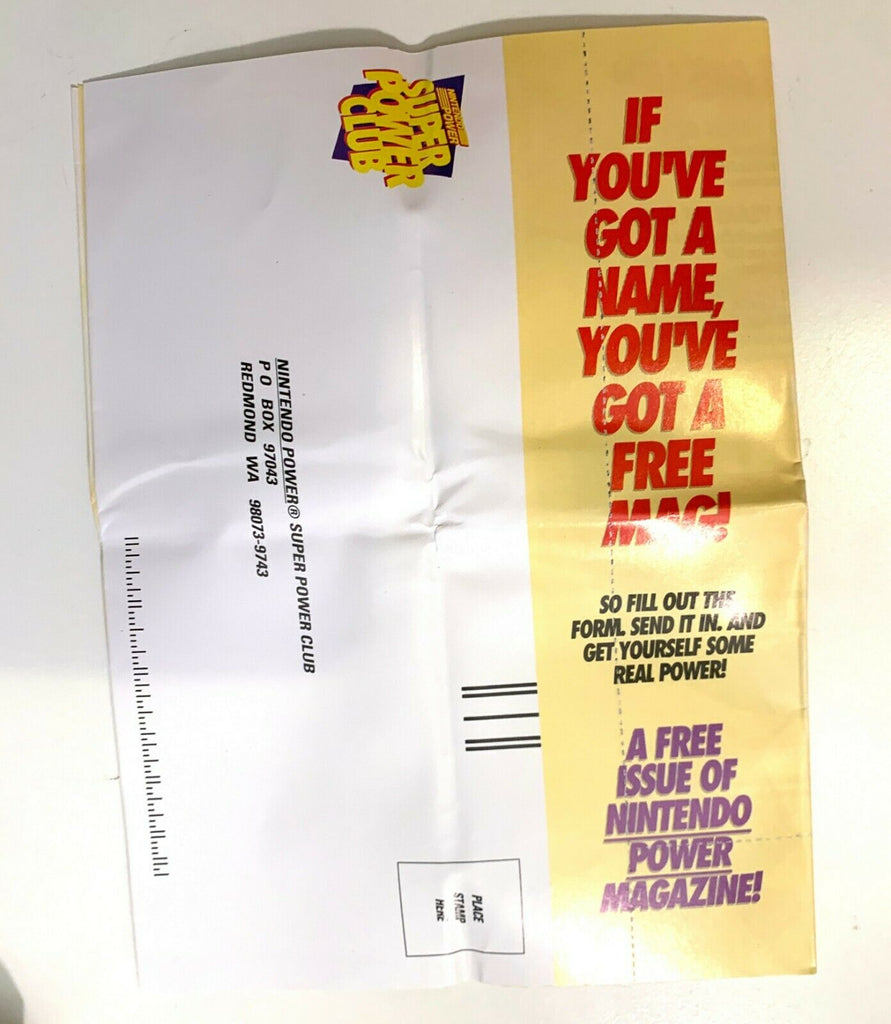 IF
YOU'VE
GOT A
NAME,
YOU'VE
GOT A
FREE
MAG!
SO FILL OUT THE
FORM. SEND IT IN. AND
GET YOURSELF SOME
REAL POWER!
A FREE
ISSUE OF
NINTENDO
POWER
MAGAZINE!
NINTENDO
POWER
SUPER
POWER
CLUB
NINTENDO POWER® SUPER POWER CLUB
P O BOX 97043
REDMOND WA 98073-9743
PLACE
STAMP
HERE